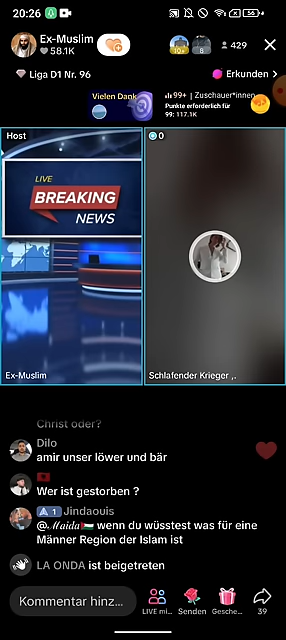 20:26
56
Ex-Muslim
58.1K
10+
8
429
Liga D1 Nr. 96
Erkunden >
Vielen Dank
99+ | Zuschauer*innen
Punkte erforderlich für
99: 117.1K
Host
0
LIVE
BREAKING
NEWS
Ex-Muslim
Schlafender Krieger ,.
Christ oder?
Dilo
amir unser löwer und bär
Wer ist gestorben ?
1 Jindaouis
@𝓜𝓪𝓲𝓭𝓪🇵🇸 wenn du wüsstest was für eine
Männer Region der Islam ist
LA ONDA ist beigetreten
Kommentar hinz...
LIVE mi...
Senden
Gesche...
39